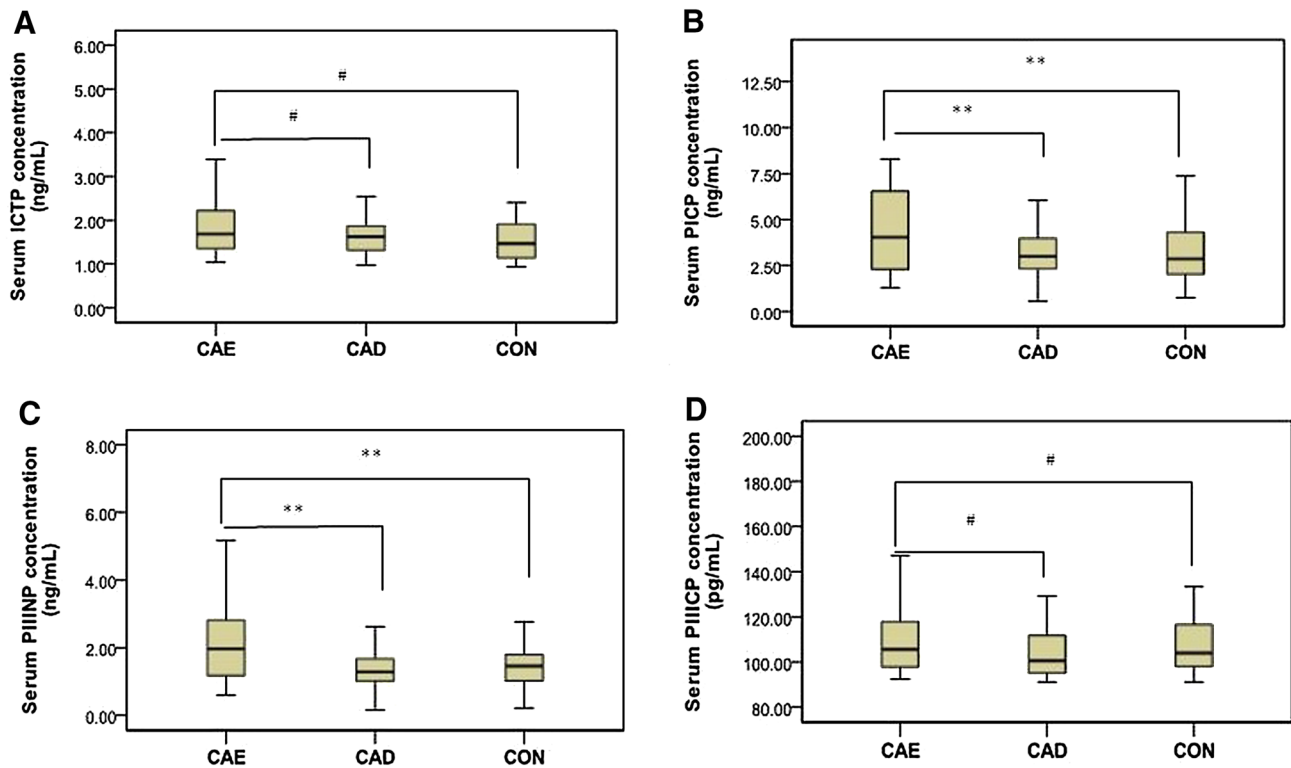 A
Serum ICTP concentration
(ng/mL)
6.00
5.00
4.00
3.00
2.00
1.00
0.00
#
#
CAE CAD CON
B
Serum PICP concentration
(ng/mL)
12.50
10.00
7.50
5.00
2.50
0.00
**
**
CAE CAD CON
C
Serum PIIINP concentration
(ng/mL)
8.00
6.00
4.00
2.00
0.00
**
**
CAE CAD CON
D
Serum PIIICP concentration
(pg/mL)
200.00
180.00
160.00
140.00
120.00
100.00
80.00
#
#
CAE CAD CON